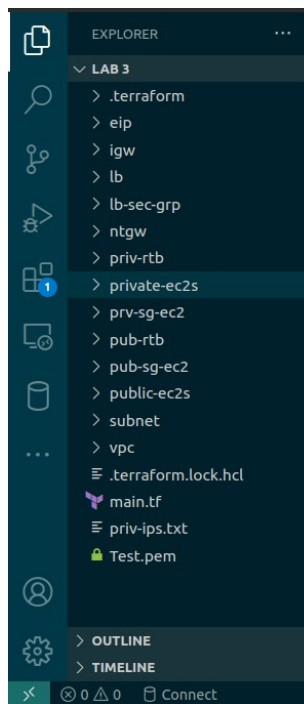 EXPLORER ...
LAB 3
.terraform
eip
igw
lb
lb-sec-grp
ntgw
priv-rtb
private-ec2s
1
prv-sg-ec2
pub-rtb
pub-sg-ec2
public-ec2s
subnet
vpc
.terraform.lock.hcl
main.tf
priv-ips.txt
Test.pem
OUTLINE
TIMELINE
0 0 Connect